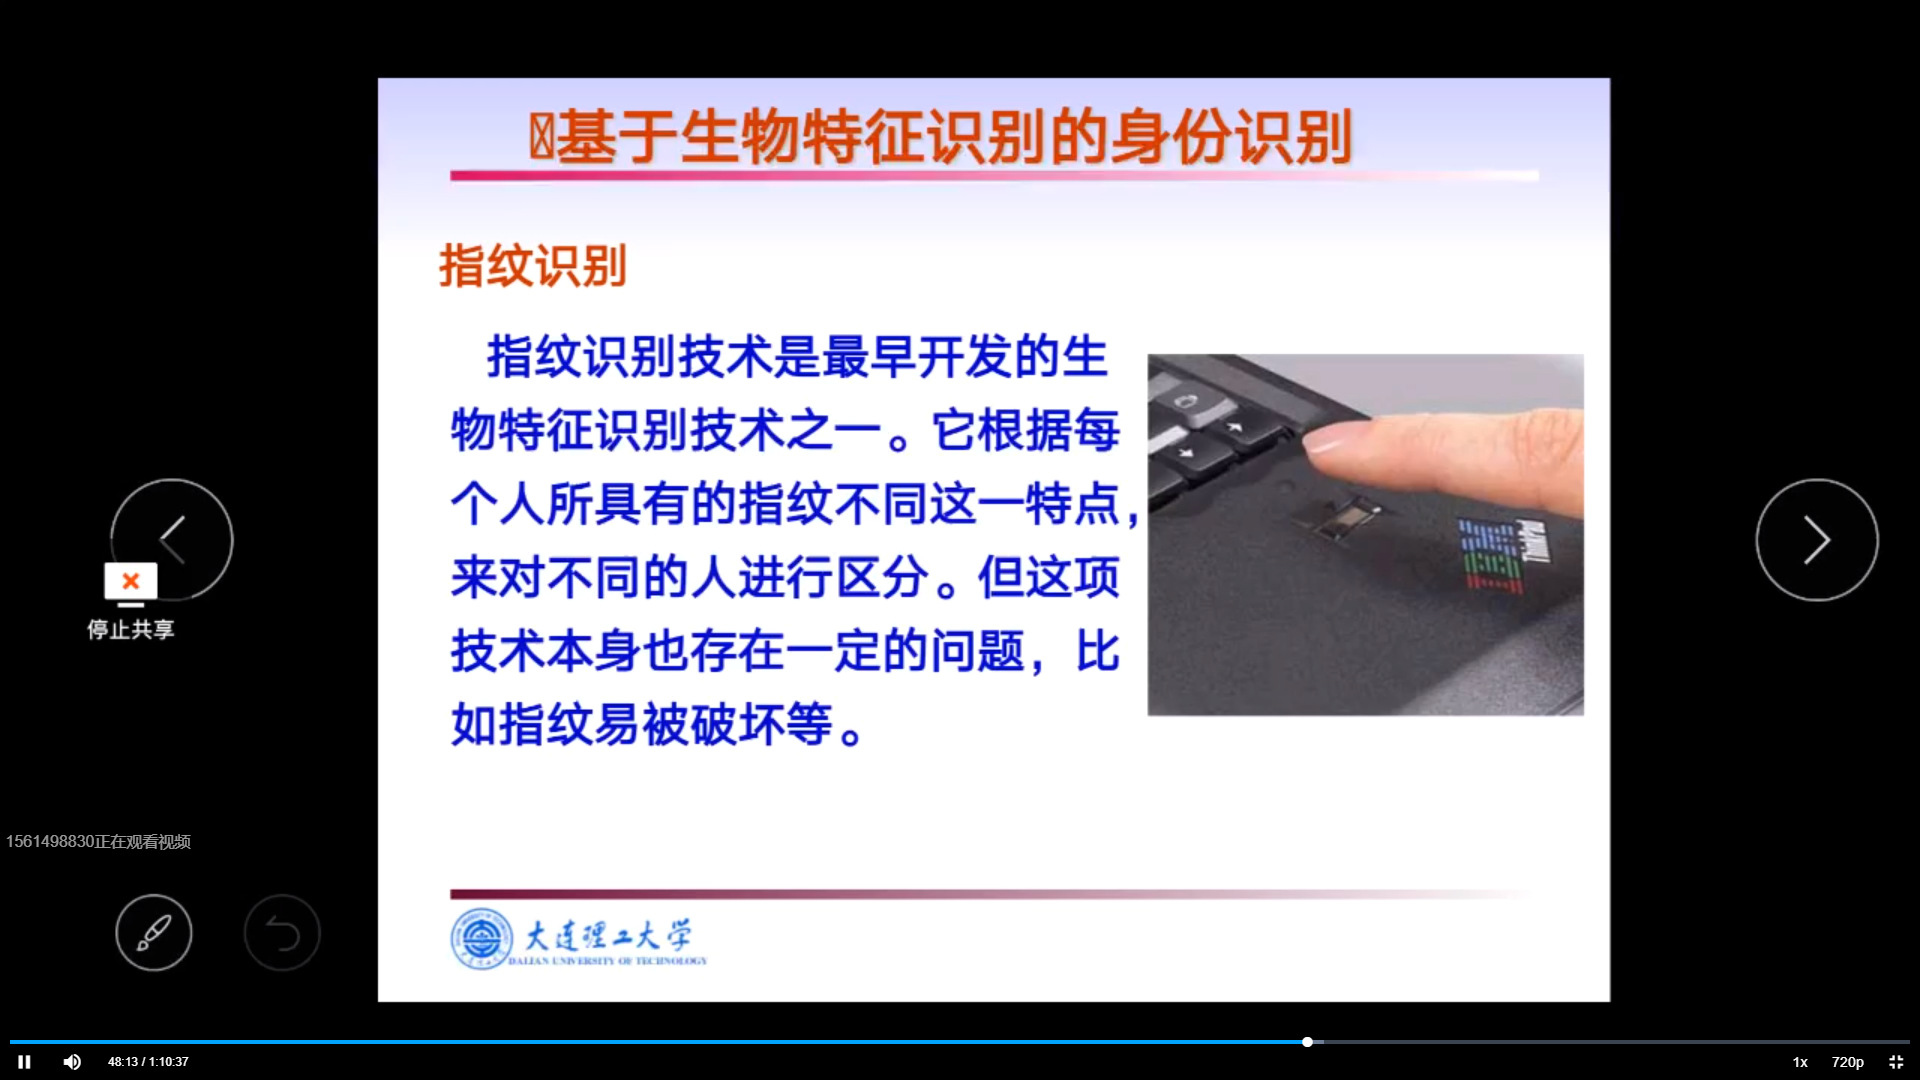 基于生物特征识别的身份识别
指纹识别
指纹识别技术是最早开发的生
物特征识别技术之一。它根据每
个人所具有的指纹不同这一特点，
来对不同的人进行区分。但这项
技术本身也存在一定的问题，比
如指纹易被破坏等。
停止共享
1561498830正在观看视频
大连理工大学
DALIAN UNIVERSITY OF TECHNOLOGY
48:13 / 1:10:37
1x
720p